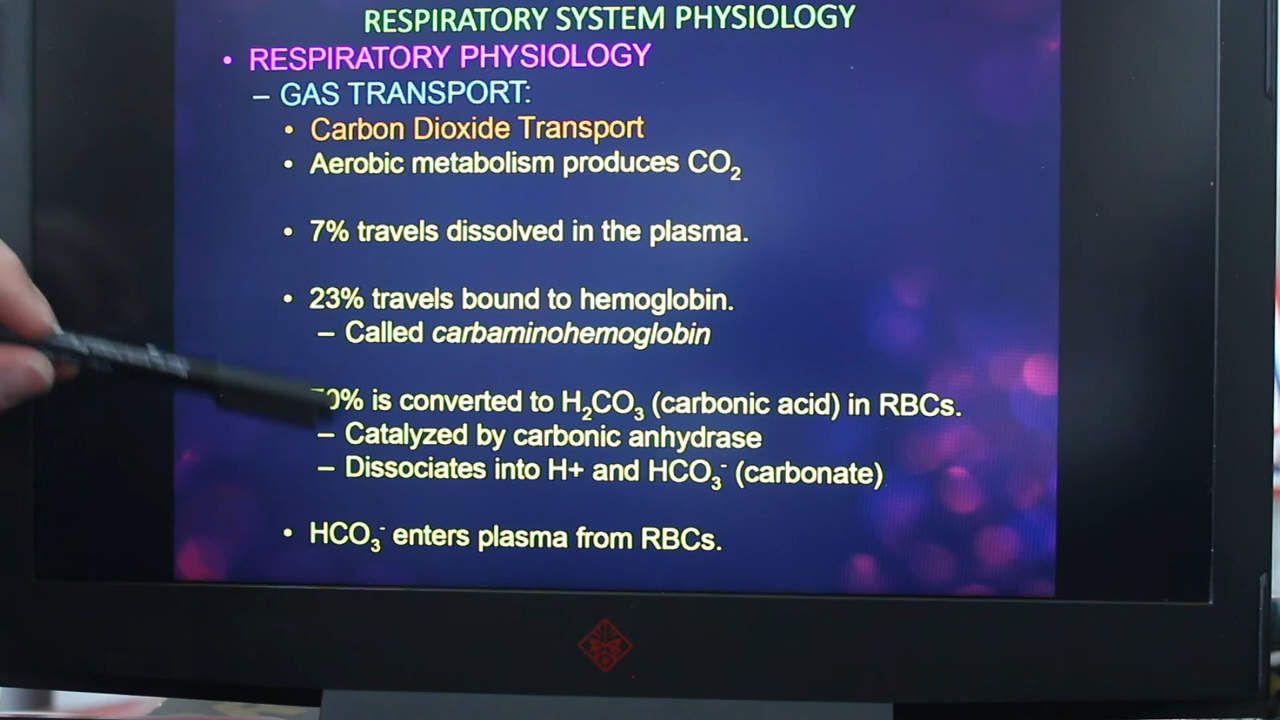 RESPIRATORY SYSTEM PHYSIOLOGY
• RESPIRATORY PHYSIOLOGY
– GAS TRANSPORT:
• Carbon Dioxide Transport
• Aerobic metabolism produces CO₂
• 7% travels dissolved in the plasma.
• 23% travels bound to hemoglobin.
– Called carbaminohemoglobin
0% is converted to H₂CO₃ (carbonic acid) in RBCs.
– Catalyzed by carbonic anhydrase
– Dissociates into H+ and HCO₃⁻ (carbonate)
• HCO₃⁻ enters plasma from RBCs.